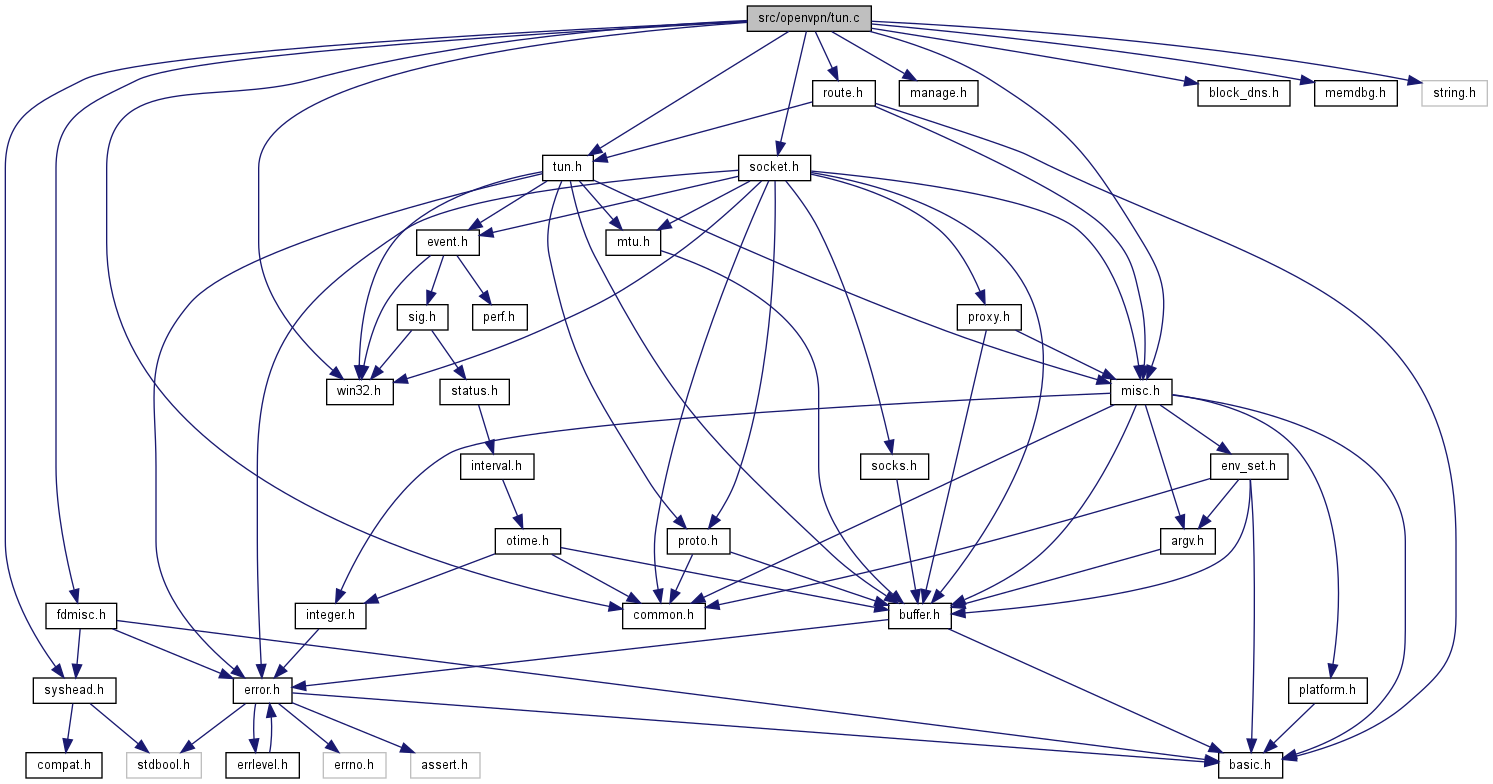 src/openvpn/tun.c
route.h
manage.h
block_dns.h
memdbg.h
string.h
tun.h
socket.h
event.h
mtu.h
sig.h
perf.h
proxy.h
win32.h
status.h
misc.h
interval.h
socks.h
env_set.h
otime.h
proto.h
argv.h
fdmisc.h
integer.h
common.h
buffer.h
syshead.h
error.h
platform.h
compat.h
stdbool.h
errlevel.h
errno.h
assert.h
basic.h